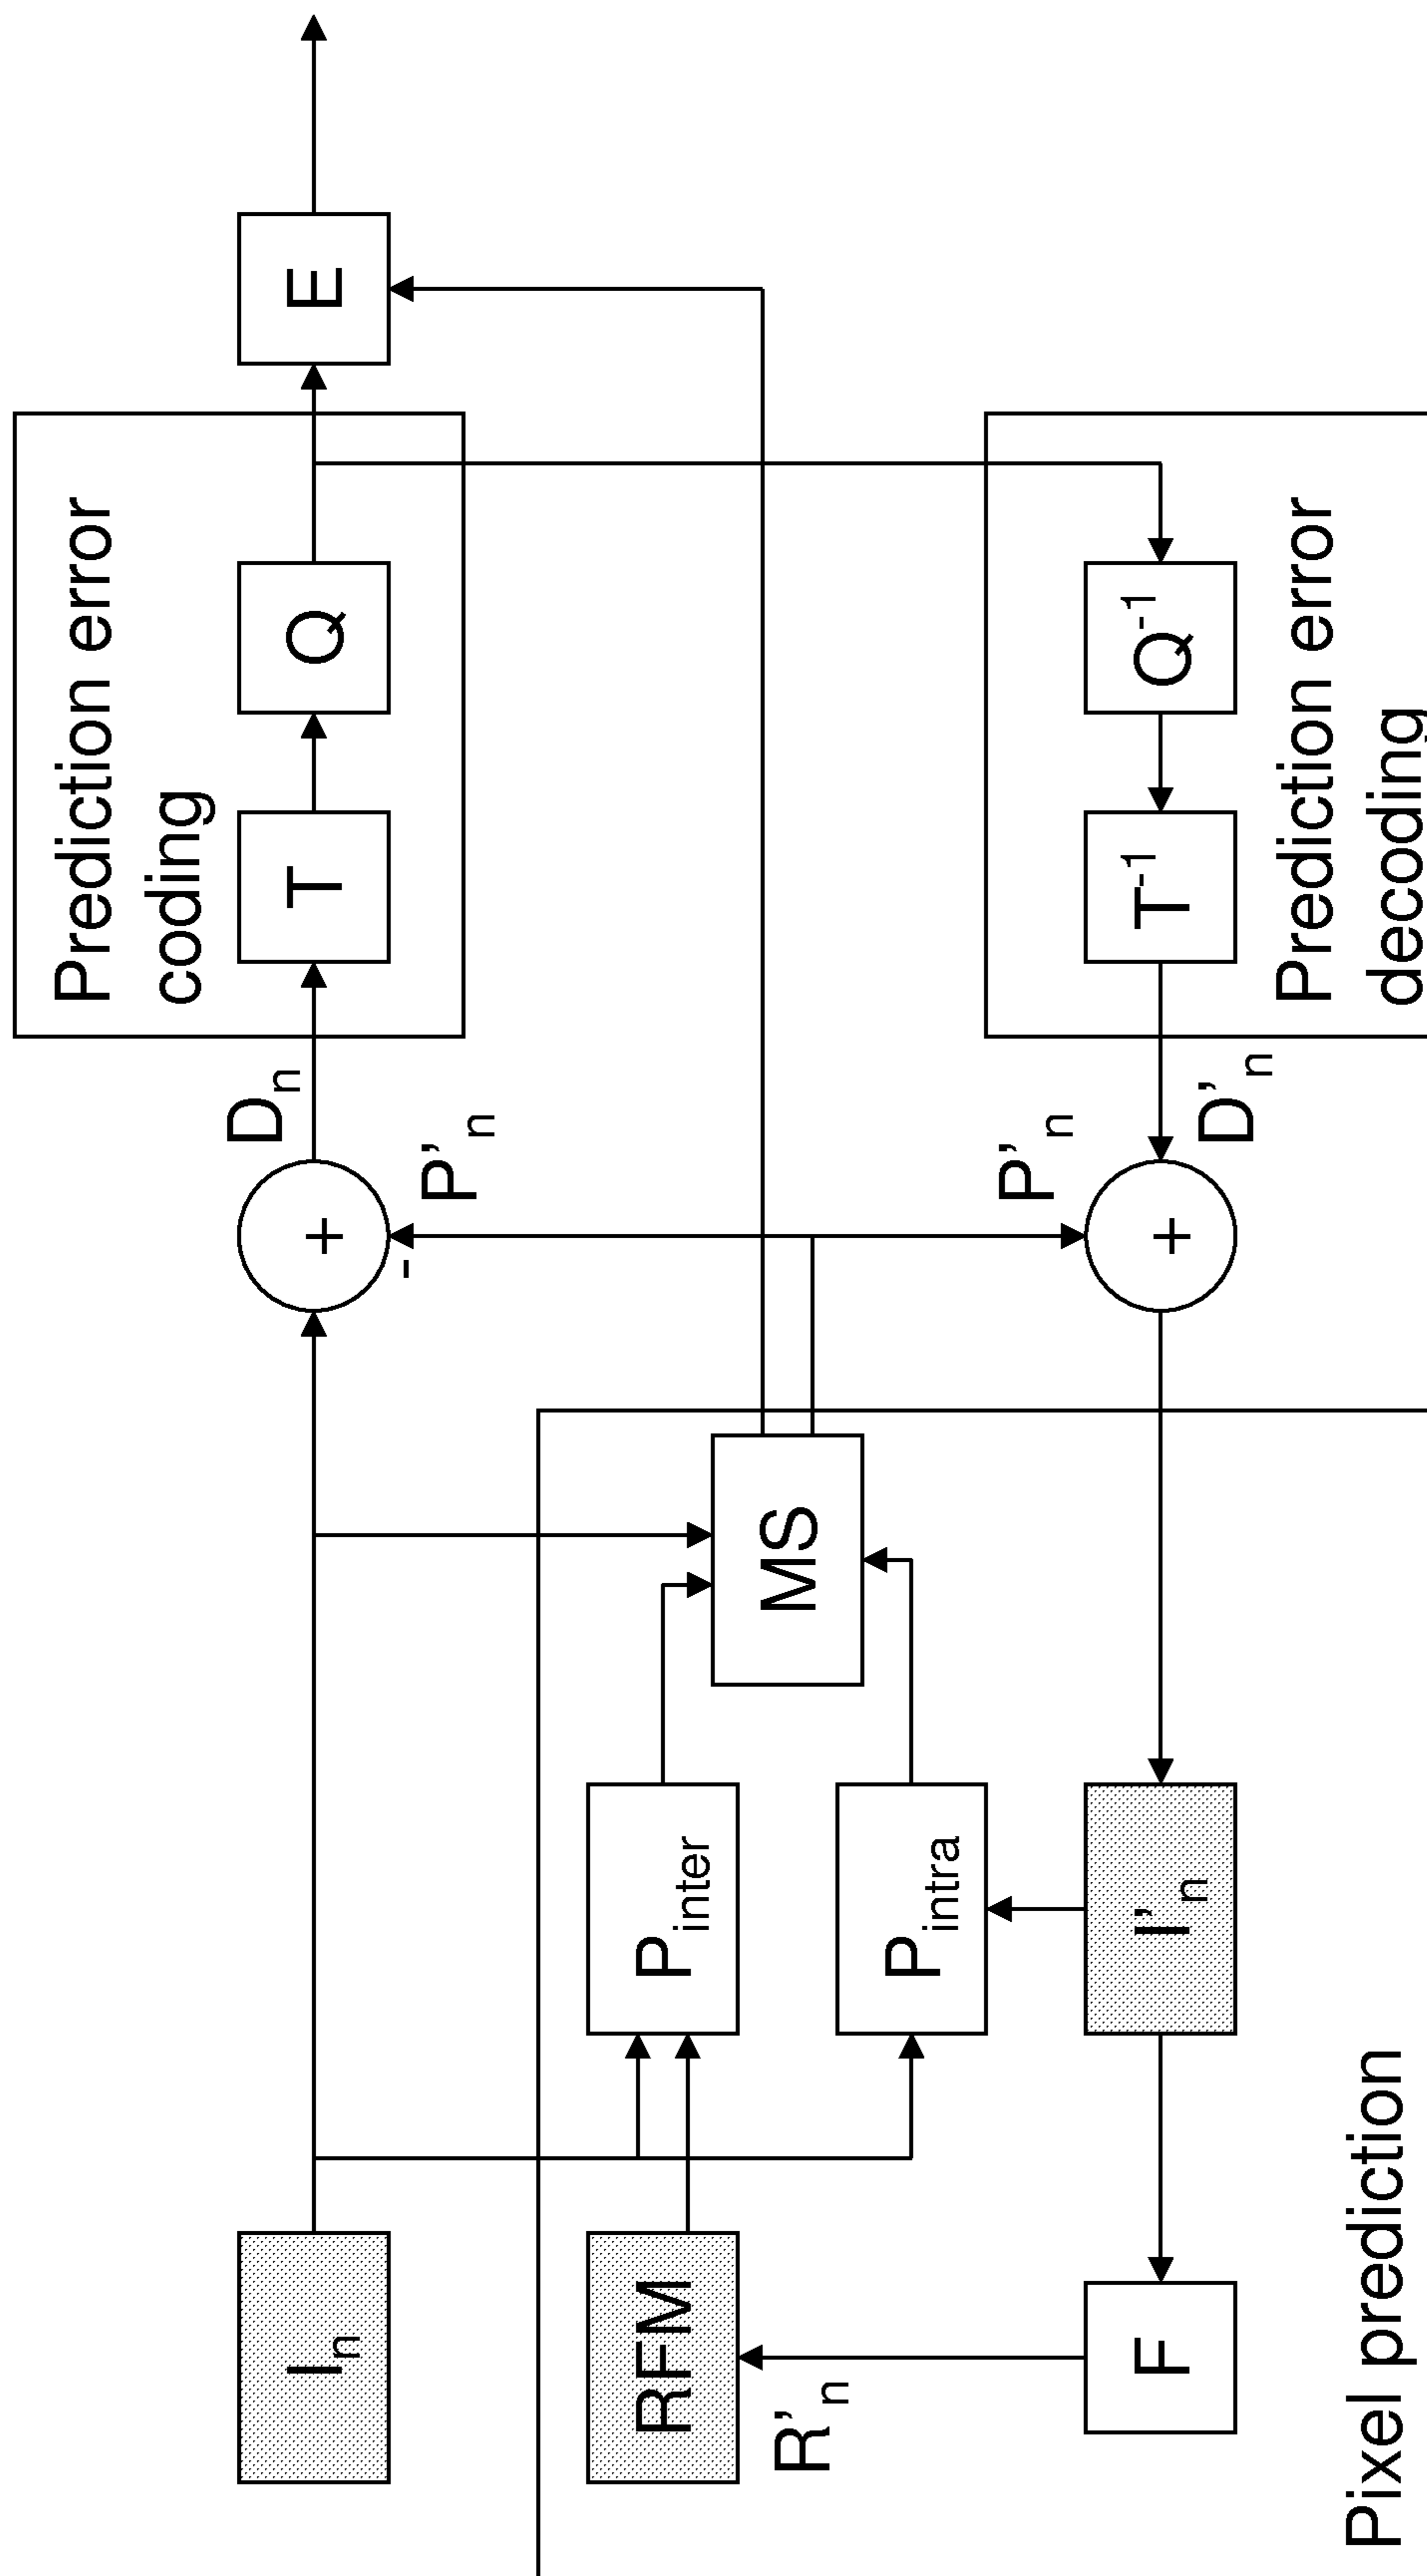 Prediction error
coding
I_n
+
-
D_n
T
Q
E
P'_n
P'_n
RFM
P_inter
MS
P_intra
R'_n
F
I'_n
+
D'_n
T^-1
Q^-1
Prediction error
decoding
Pixel prediction